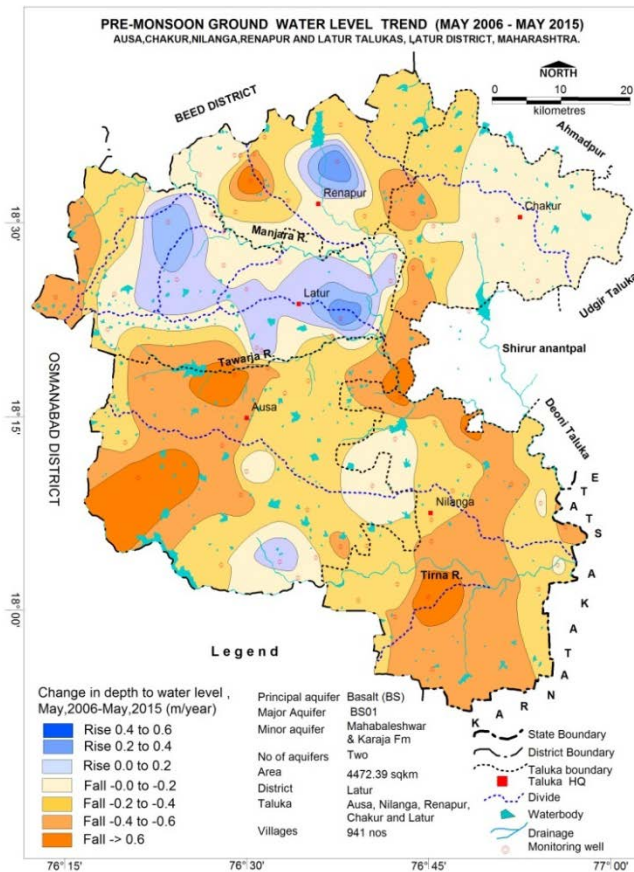 PRE-MONSOON GROUND WATER LEVEL TREND (MAY 2006 - MAY 2015)
AUSA,CHAKUR,NILANGA,RENAPUR AND LATUR TALUKAS, LATUR DISTRICT, MAHARASHTRA.
NORTH
0 10 20
kilometres
BEED DISTRICT
Ahmadpur
Renapur
Chakur
18°30'
Manjara R.
Udgir Taluka
Latur
Shirur anantpal
Tawarja R.
OSMANABAD DISTRICT
Deoni Taluka
18°15'
Ausa
Nilanga
KARNATAKA STATE
Tirna R.
18°00'
Legend
Change in depth to water level ,
May,2006-May,2015 (m/year)
Rise 0.4 to 0.6
Rise 0.2 to 0.4
Rise 0.0 to 0.2
Fall -0.0 to -0.2
Fall -0.2 to -0.4
Fall -0.4 to -0.6
Fall -> 0.6
Principal aquifer Basalt (BS)
Major Aquifer BS01
Minor aquifer Mahabaleshwar
& Karaja Fm
No of aquifers Two
Area 4472.39 sqkm
District Latur
Taluka Ausa, Nilanga, Renapur,
Chakur and Latur
Villages 941 nos
State Boundary
District Boundary
Taluka boundary
Taluka HQ
Divide
Waterbody
Drainage
Monitoring well
76°15' 76°30' 76°45' 77°00'